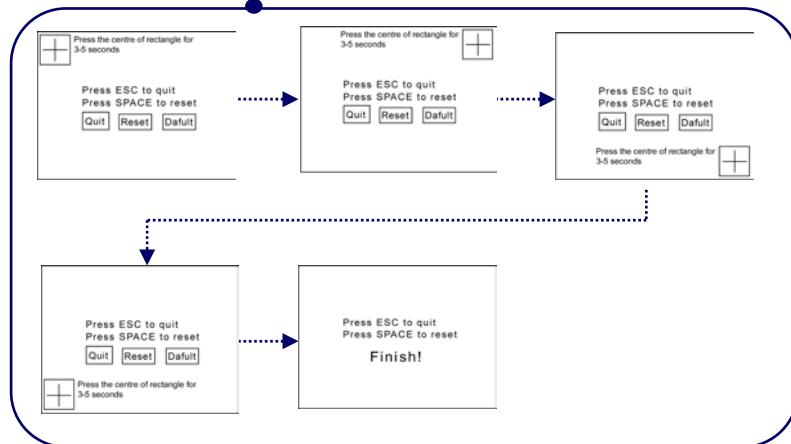 Press the centre of rectangle for
3-5 seconds
Press ESC to quit
Press SPACE to reset
Quit Reset Dafult
Press the centre of rectangle for
3-5 seconds
Press ESC to quit
Press SPACE to reset
Quit Reset Dafult
Press ESC to quit
Press SPACE to reset
Quit Reset Dafult
Press the centre of rectangle for
3-5 seconds
Press ESC to quit
Press SPACE to reset
Quit Reset Dafult
Press the centre of rectangle for
3-5 seconds
Press ESC to quit
Press SPACE to reset
Finish!